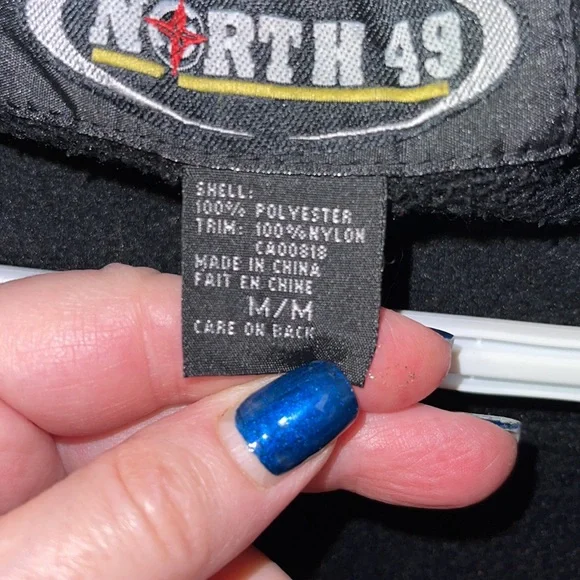 NORTH 49
SHELL:
100% POLYESTER
TRIM: 100%NYLON
CA00818
MADE IN CHINA
FAIT EN CHINE
M/M
CARE ON BACK